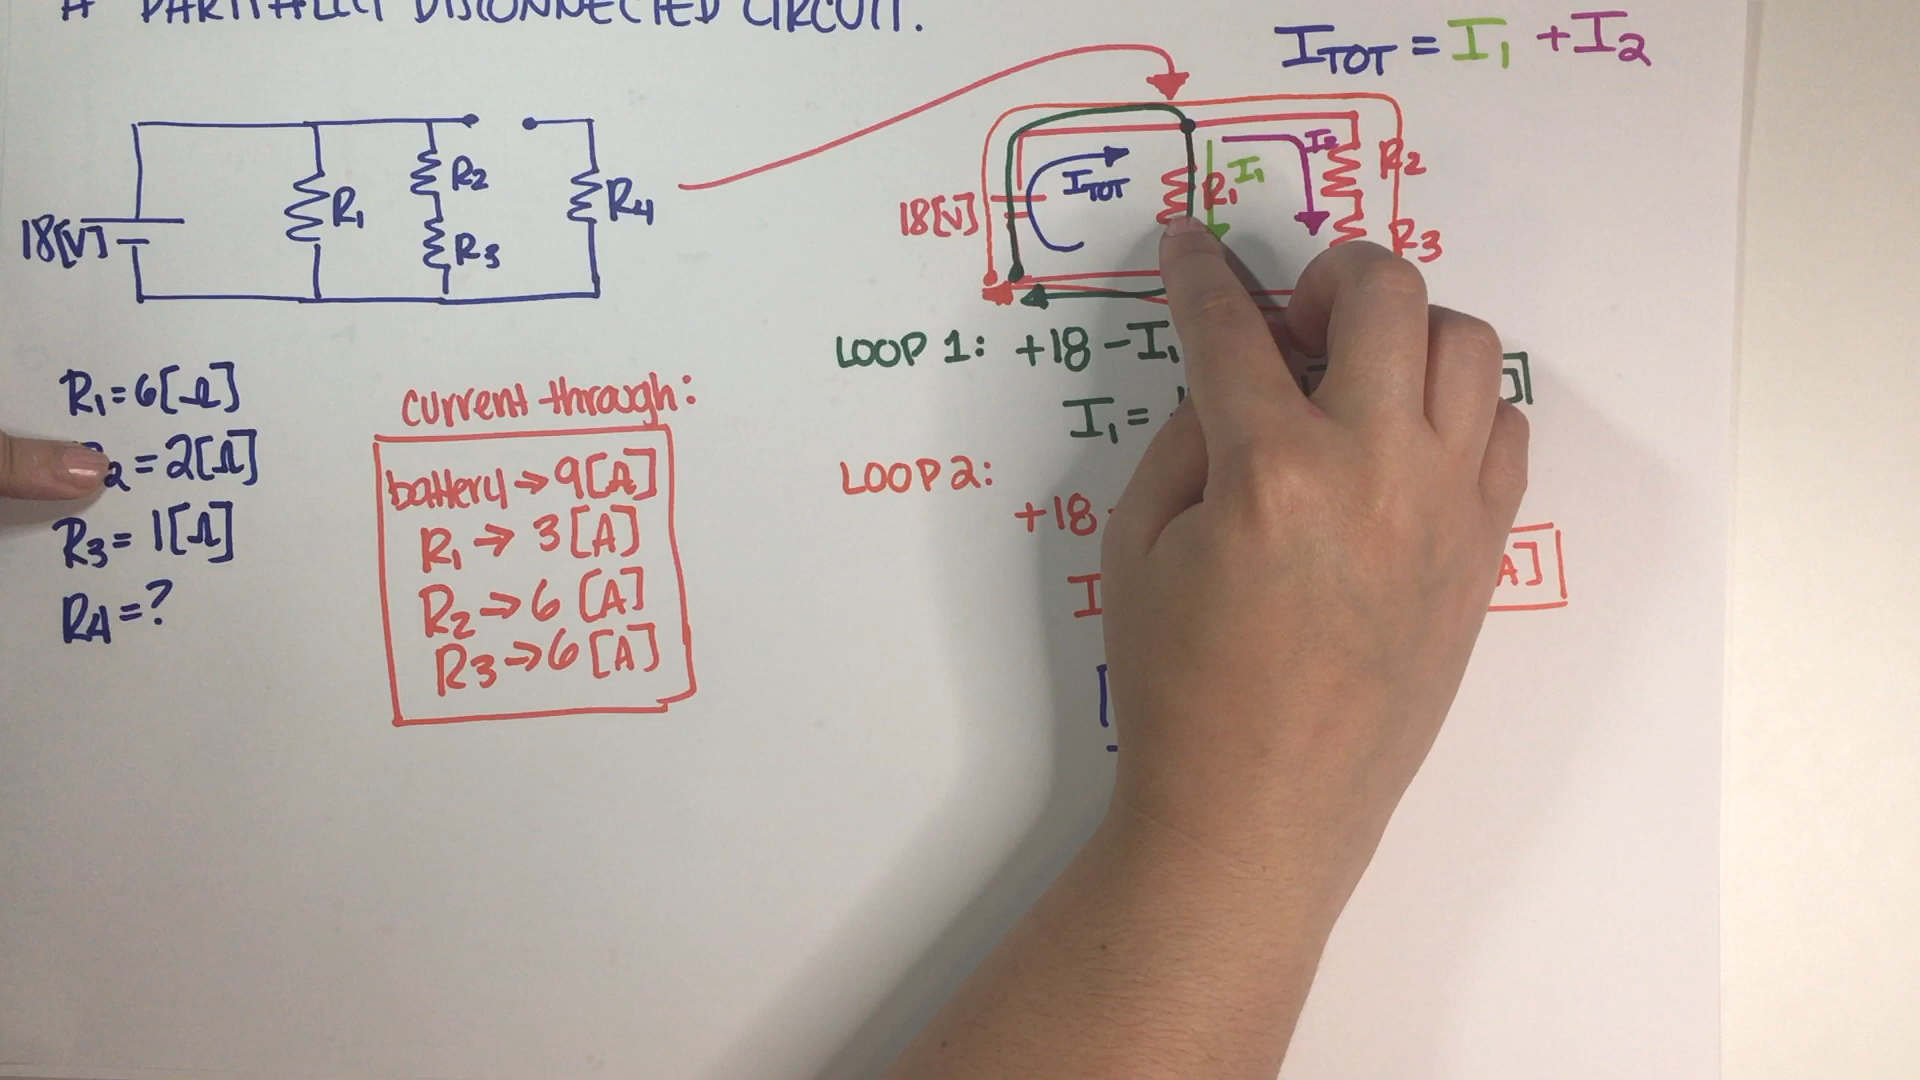 A PARTIALLY DISCONNECTED CIRCUIT.
I_TOT = I₁ + I₂
18[V]
R₁
R₂
R₃
R₄
18[V]
I_TOT
R₁
I₁
I₂
R₂
R₃
R₁=6[Ω]
₂=2[Ω]
R₃=1[Ω]
R₄=?
current through:
battery→9[A]
R₁→3[A]
R₂→6[A]
R₃→6[A]
LOOP 1: +18-I₁
I₁=
LOOP 2:
+18-
I
A]